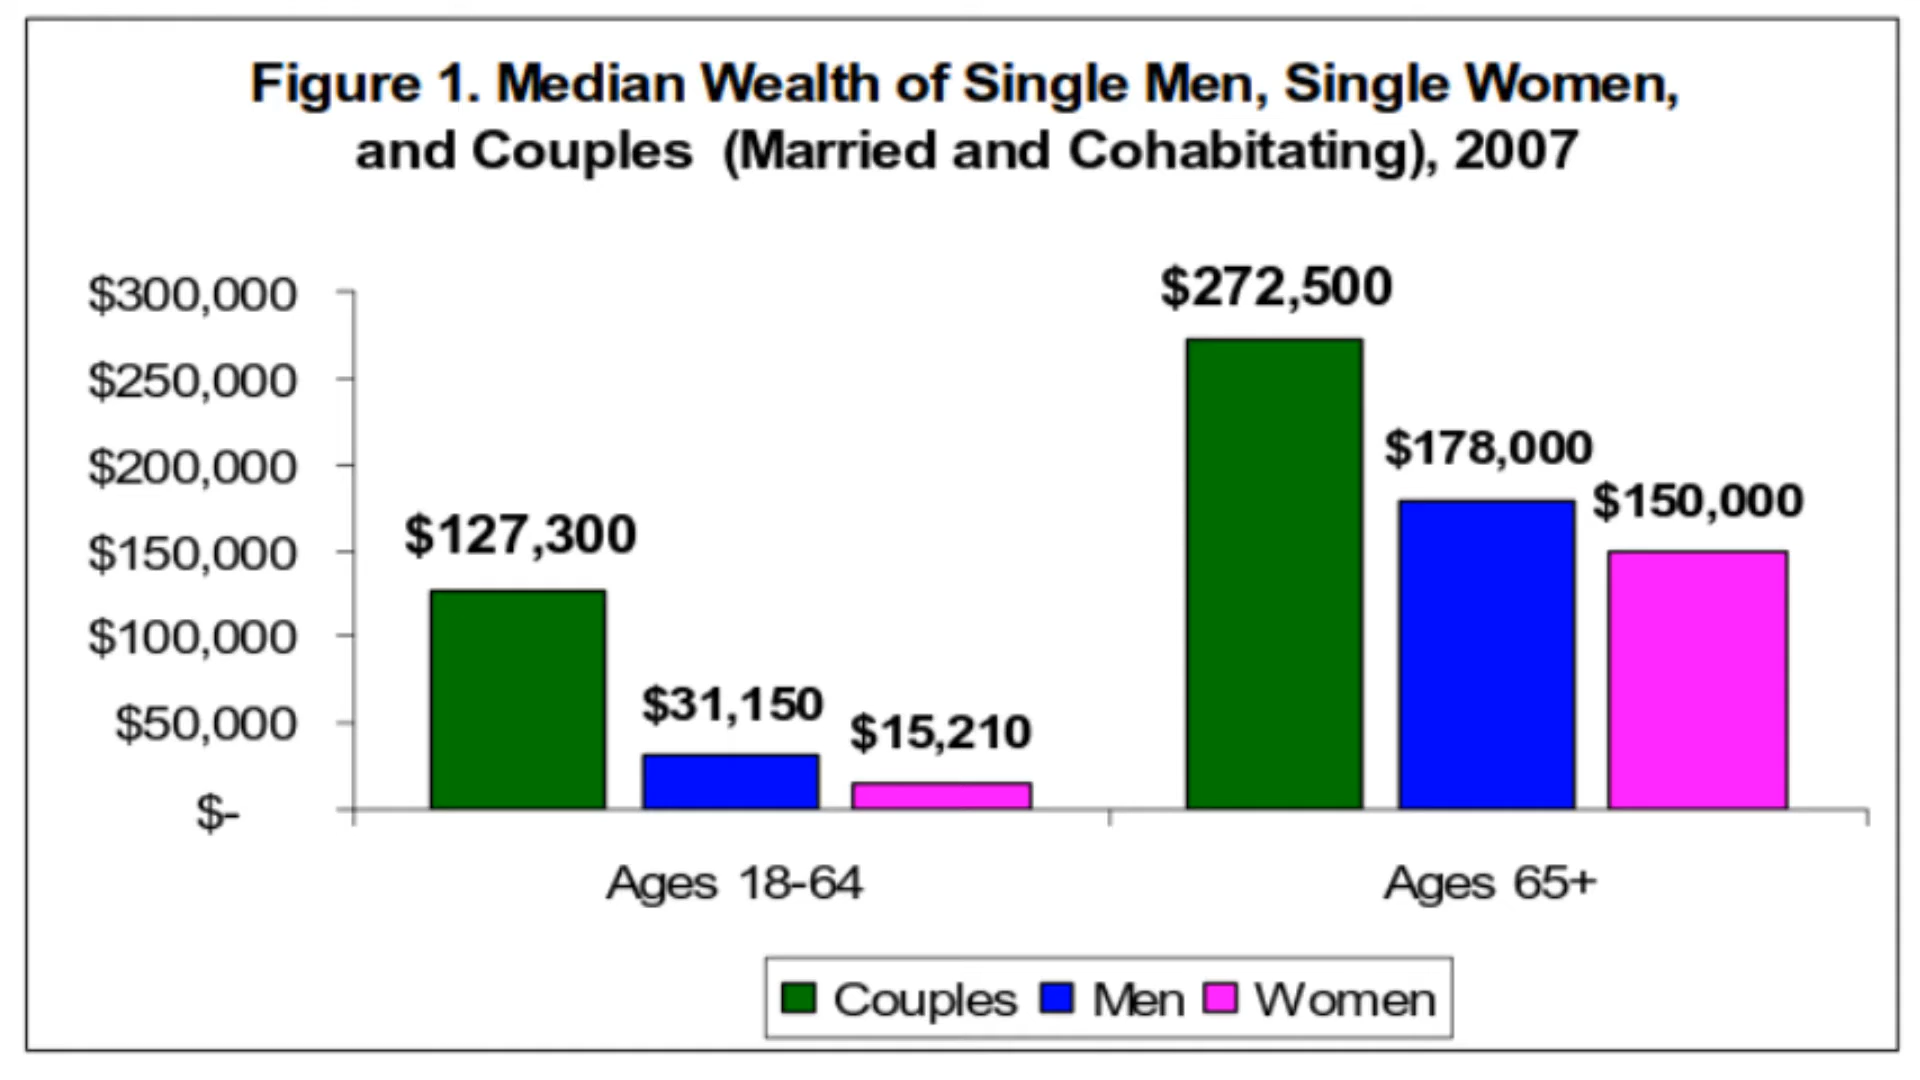 Figure 1. Median Wealth of Single Men, Single Women,
and Couples (Married and Cohabitating), 2007
$300,000
$250,000
$200,000
$150,000
$100,000
$50,000
$-
$127,300
$31,150
$15,210
$272,500
$178,000
$150,000
Ages 18-64
Ages 65+
Couples
Men
Women